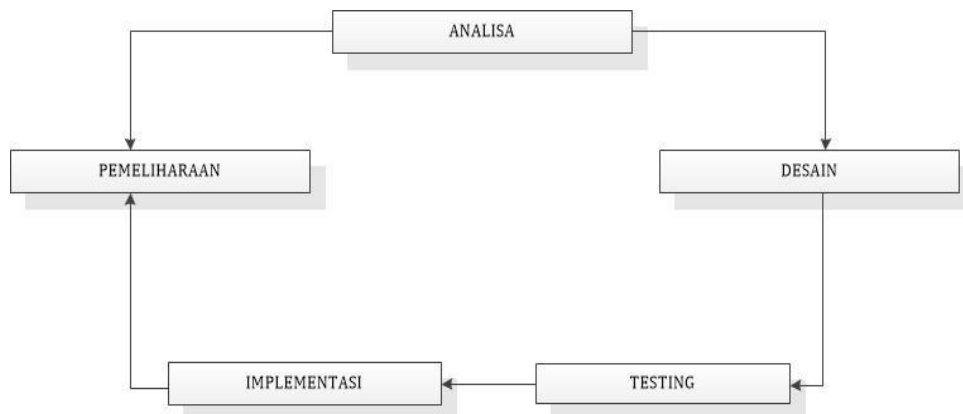 ANALISA
PEMELIHARAAN
DESAIN
IMPLEMENTASI
TESTING